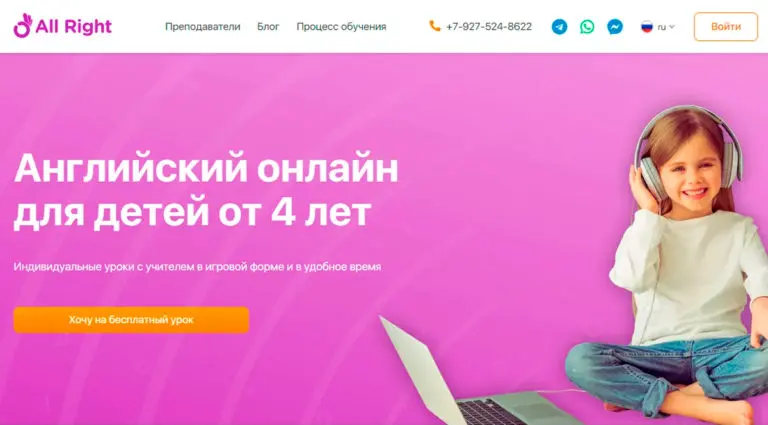 All Right
Преподаватели Блог Процесс обучения +7-927-524-8622 ru Войти
Английский онлайн
для детей от 4 лет
Индивидуальные уроки с учителем в игровой форме и в удобное время
Хочу на бесплатный урок